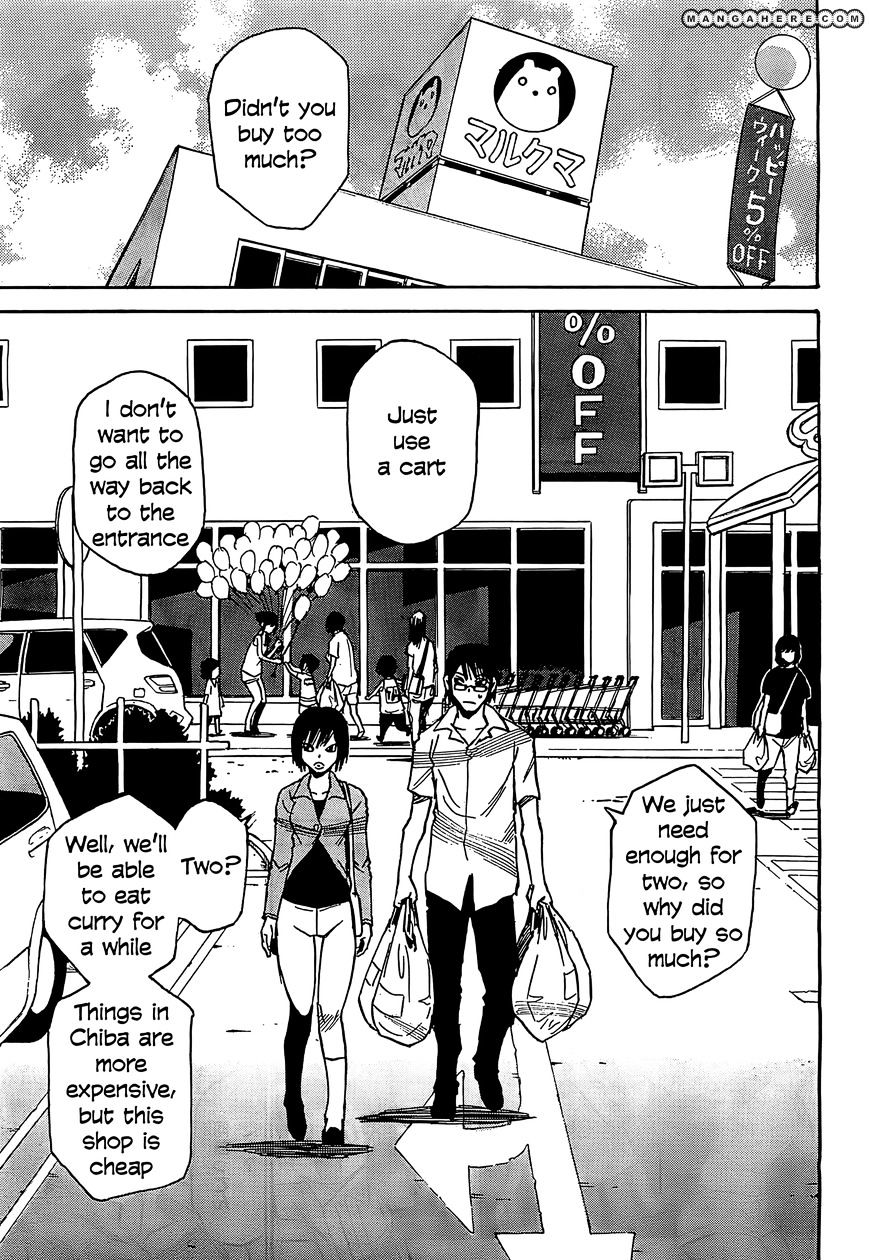 MANGAHERE.COM
ハッピー
ウィーク
5
%
OFF
マルクマ
マルクマ
Didn't you
buy too
much?
%
O
F
F
Just
use
a cart
I don't
want to
go all the
way back
to the
entrance
We just
need
enough for
two, so
why did
you buy so
much?
Two?
Well, we'll
be able
to eat
curry for
a while
Things in
Chiba are
more
expensive,
but this
shop is
cheap